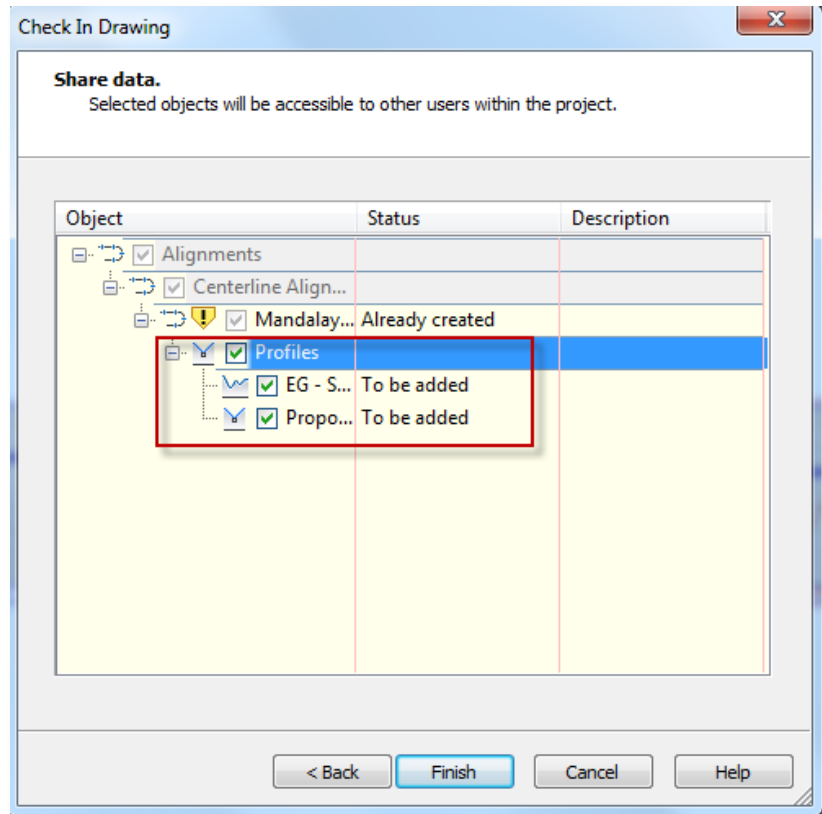 Check In Drawing
Share data.
Selected objects will be accessible to other users within the project.
Object Status Description
Alignments
Centerline Align...
Mandalay... Already created
Profiles
EG - S... To be added
Propo... To be added
< Back Finish Cancel Help